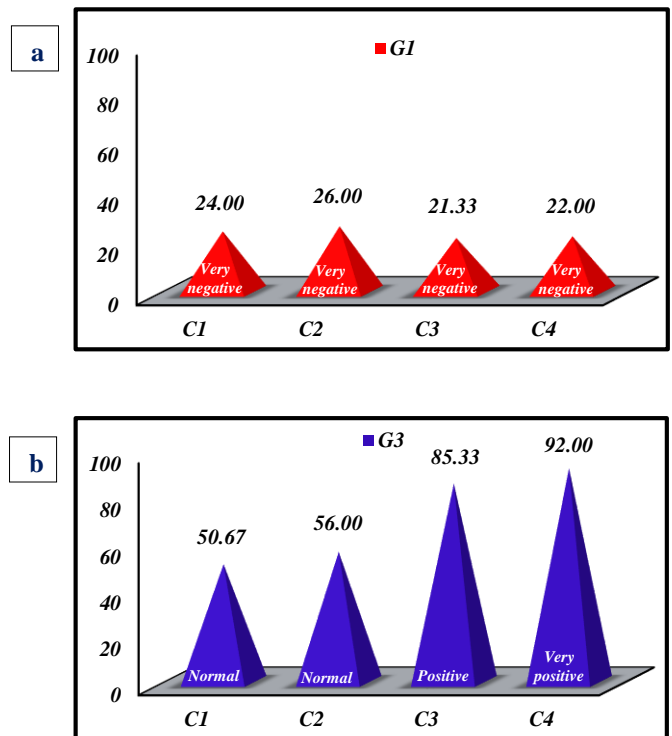 a
G1
100
80
60
40
20
0
24.00
26.00
21.33
22.00
Very
negative
Very
negative
Very
negative
Very
negative
C1
C2
C3
C4
b
G3
100
80
60
40
20
0
50.67
56.00
85.33
92.00
Normal
Normal
Positive
Very
positive
C1
C2
C3
C4